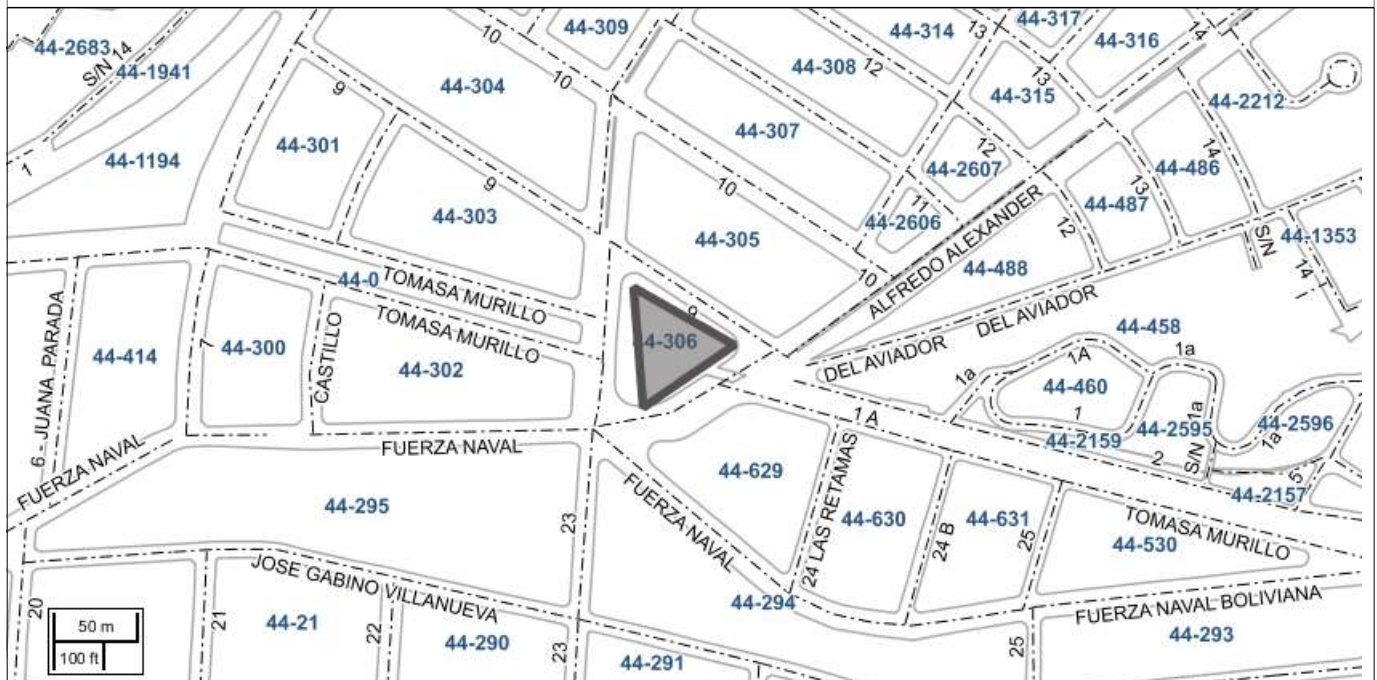 44-309
44-314
44-317
44-316
13
14
10
44-2683
S/N 14
44-1941
44-304
10
44-308
12
13
44-315
44-2212
9
44-307
12
44-301
44-1194
1
44-2607
14
44-486
9
10
11
13
44-487
44-303
44-305
44-2606
ALFREDO ALEXANDER
12
S/N
44-1353
44-488
14
10
44-0
TOMASA MURILLO
TOMASA MURILLO
9
DEL AVIADOR
44-458
6 - JUANA PARADA
44-414
7
44-300
CASTILLO
44-302
44-306
DEL AVIADOR
1A
1a
1a
44-460
1 A
1
1a
44-2159
44-2595
44-2596
1a
2
S/N
FUERZA NAVAL
FUERZA NAVAL
44-629
24 LAS RETAMAS
5
44-2157
44-295
23
FUERZA NAVAL
44-630
24 B
44-631
25
TOMASA MURILLO
44-530
JOSE GABINO VILLANUEVA
44-294
FUERZA NAVAL BOLIVIANA
20
50 m
100 ft
21
44-21
22
44-290
23
44-291
25
44-293